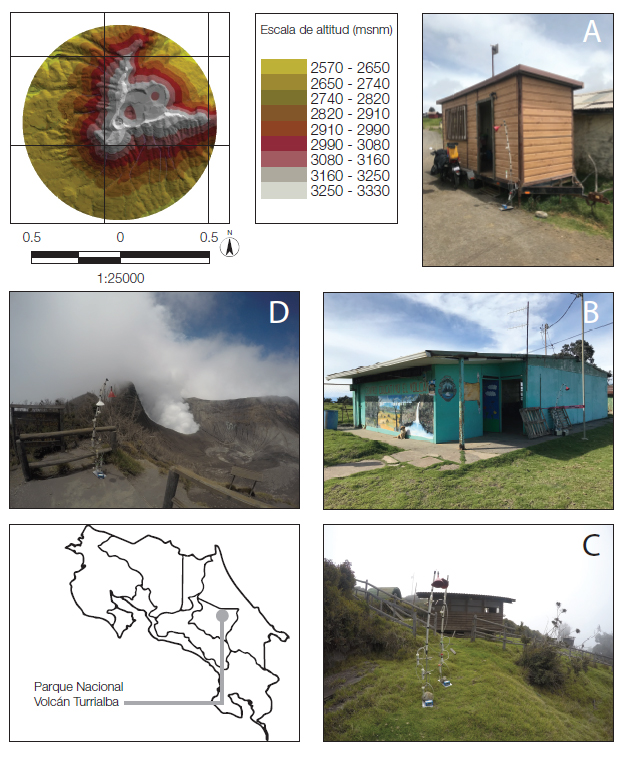 Escala de altitud (msnm)
2570 - 2650
2650 - 2740
2740 - 2820
2820 - 2910
2910 - 2990
2990 - 3080
3080 - 3160
3160 - 3250
3250 - 3330
0.5 0 0.5
N
1:25000
A
D
B
Parque Nacional
Volcán Turrialba
C